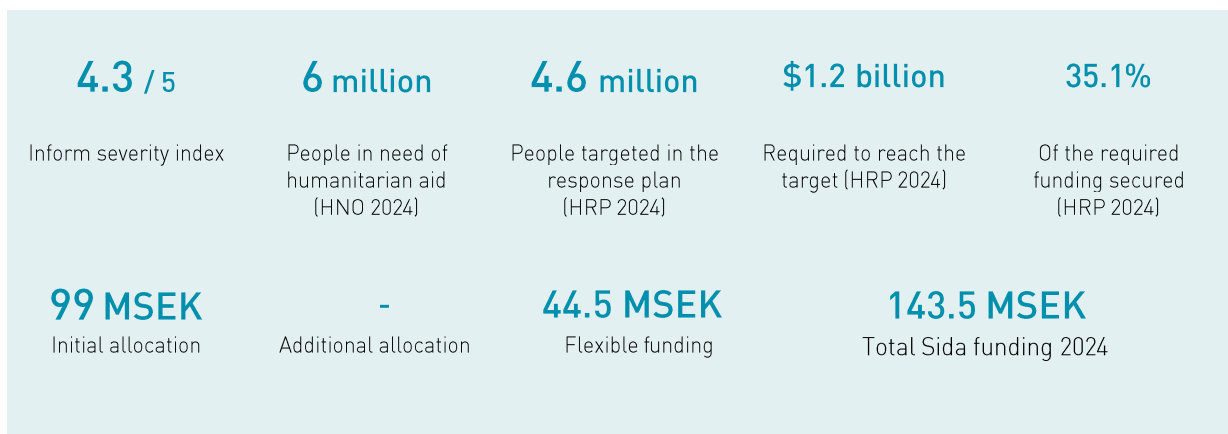 4.3 / 5
Inform severity index
6 million
People in need of
humanitarian aid
(HNO 2024)
4.6 million
People targeted in the
response plan
(HRP 2024)
$1.2 billion
Required to reach the
target (HRP 2024)
35.1%
Of the required
funding secured
(HRP 2024)
99 MSEK
Initial allocation
-
Additional allocation
44.5 MSEK
Flexible funding
143.5 MSEK
Total Sida funding 2024